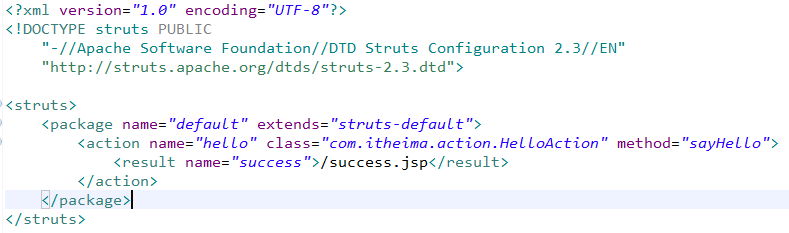 <?xml version="1.0" encoding="UTF-8"?>
<!DOCTYPE struts PUBLIC
    "-//Apache Software Foundation//DTD Struts Configuration 2.3//EN"
    "http://struts.apache.org/dtds/struts-2.3.dtd">
<struts>
    <package name="default" extends="struts-default">
        <action name="hello" class="com.itheima.action.HelloAction" method="sayHello">
            <result name="success">/success.jsp</result>
        </action>
    </package>
</struts>